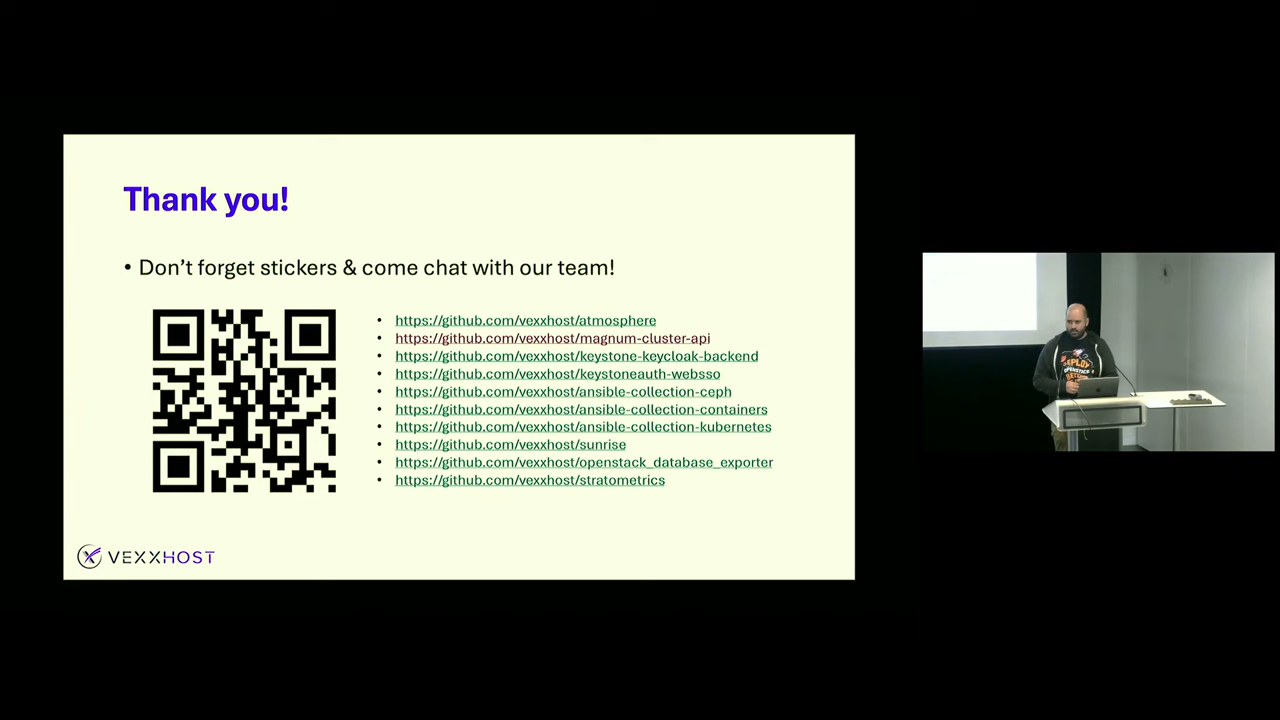 Thank you!
• Don't forget stickers & come chat with our team!
• https://github.com/vexxhost/atmosphere
• https://github.com/vexxhost/magnum-cluster-api
• https://github.com/vexxhost/keystone-keycloak-backend
• https://github.com/vexxhost/keystoneauth-websso
• https://github.com/vexxhost/ansible-collection-ceph
• https://github.com/vexxhost/ansible-collection-containers
• https://github.com/vexxhost/ansible-collection-kubernetes
• https://github.com/vexxhost/sunrise
• https://github.com/vexxhost/openstack_database_exporter
• https://github.com/vexxhost/stratometrics
VEXXHOST
DEPLOY
OPENSTACK